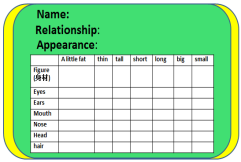 Name:
Relationship:
Appearance:
A little fat thin tall short long big small
Figure
(身材)
Eyes
Ears
Mouth
Nose
Head
hair